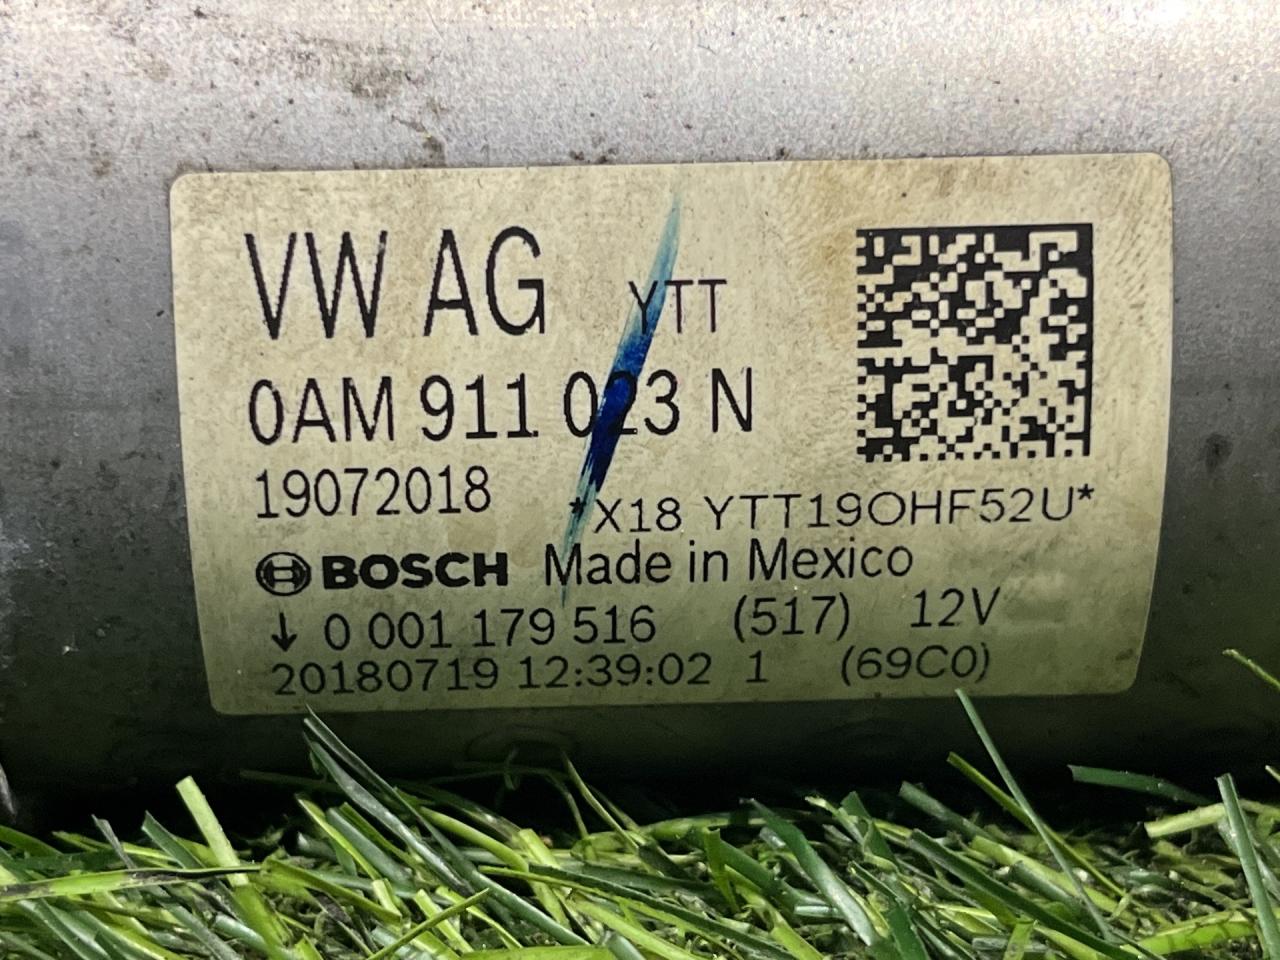 VW AG YTT
0AM 911 023 N
19072018
*X18 YTT190HF52U*
BOSCH Made in Mexico
↓ 0 001 179 516 (517) 12V
20180719 12:39:02 1 (69C0)